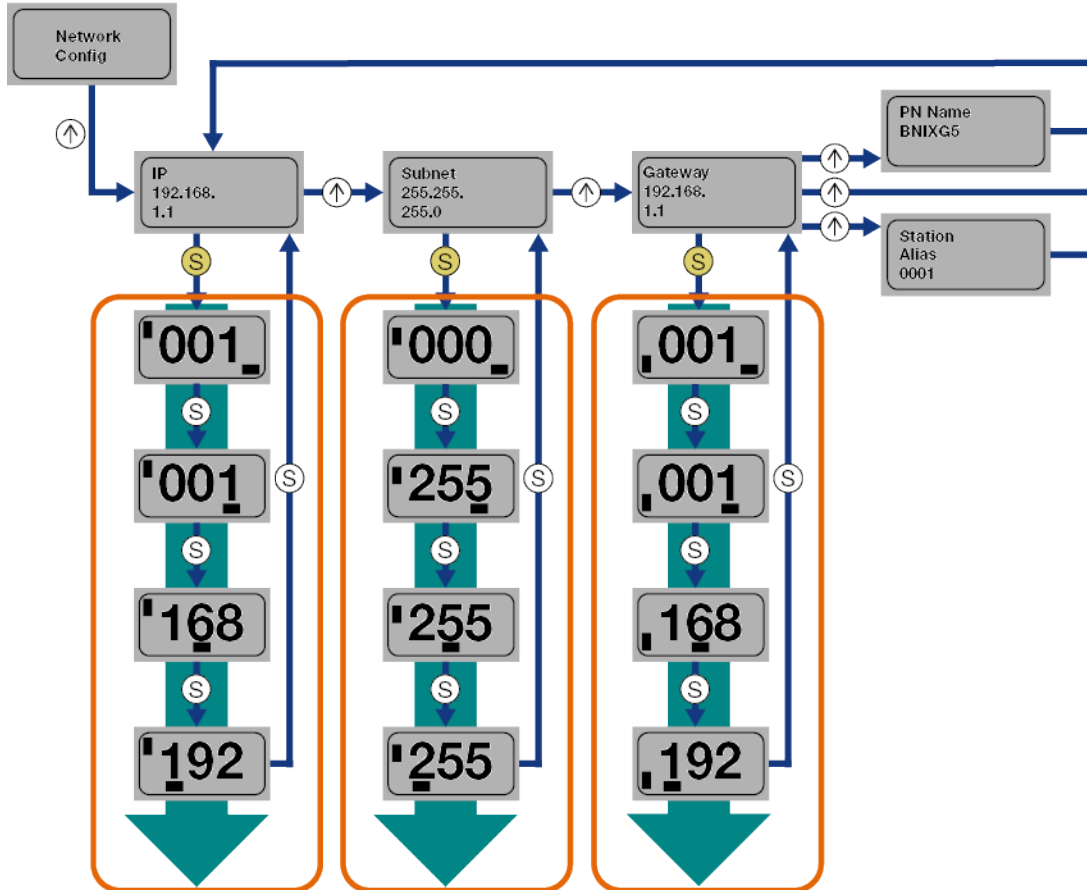 Network
Config
PN Name
BNIXG5
IP
192.168.
1.1
Subnet
255.255.
255.0
Gateway
192.168.
1.1
Station
Alias
0001
S
S
S
001
000
001
S
S
S
001
255
001
S
S
S
S
S
S
168
255
168
S
S
S
192
255
192